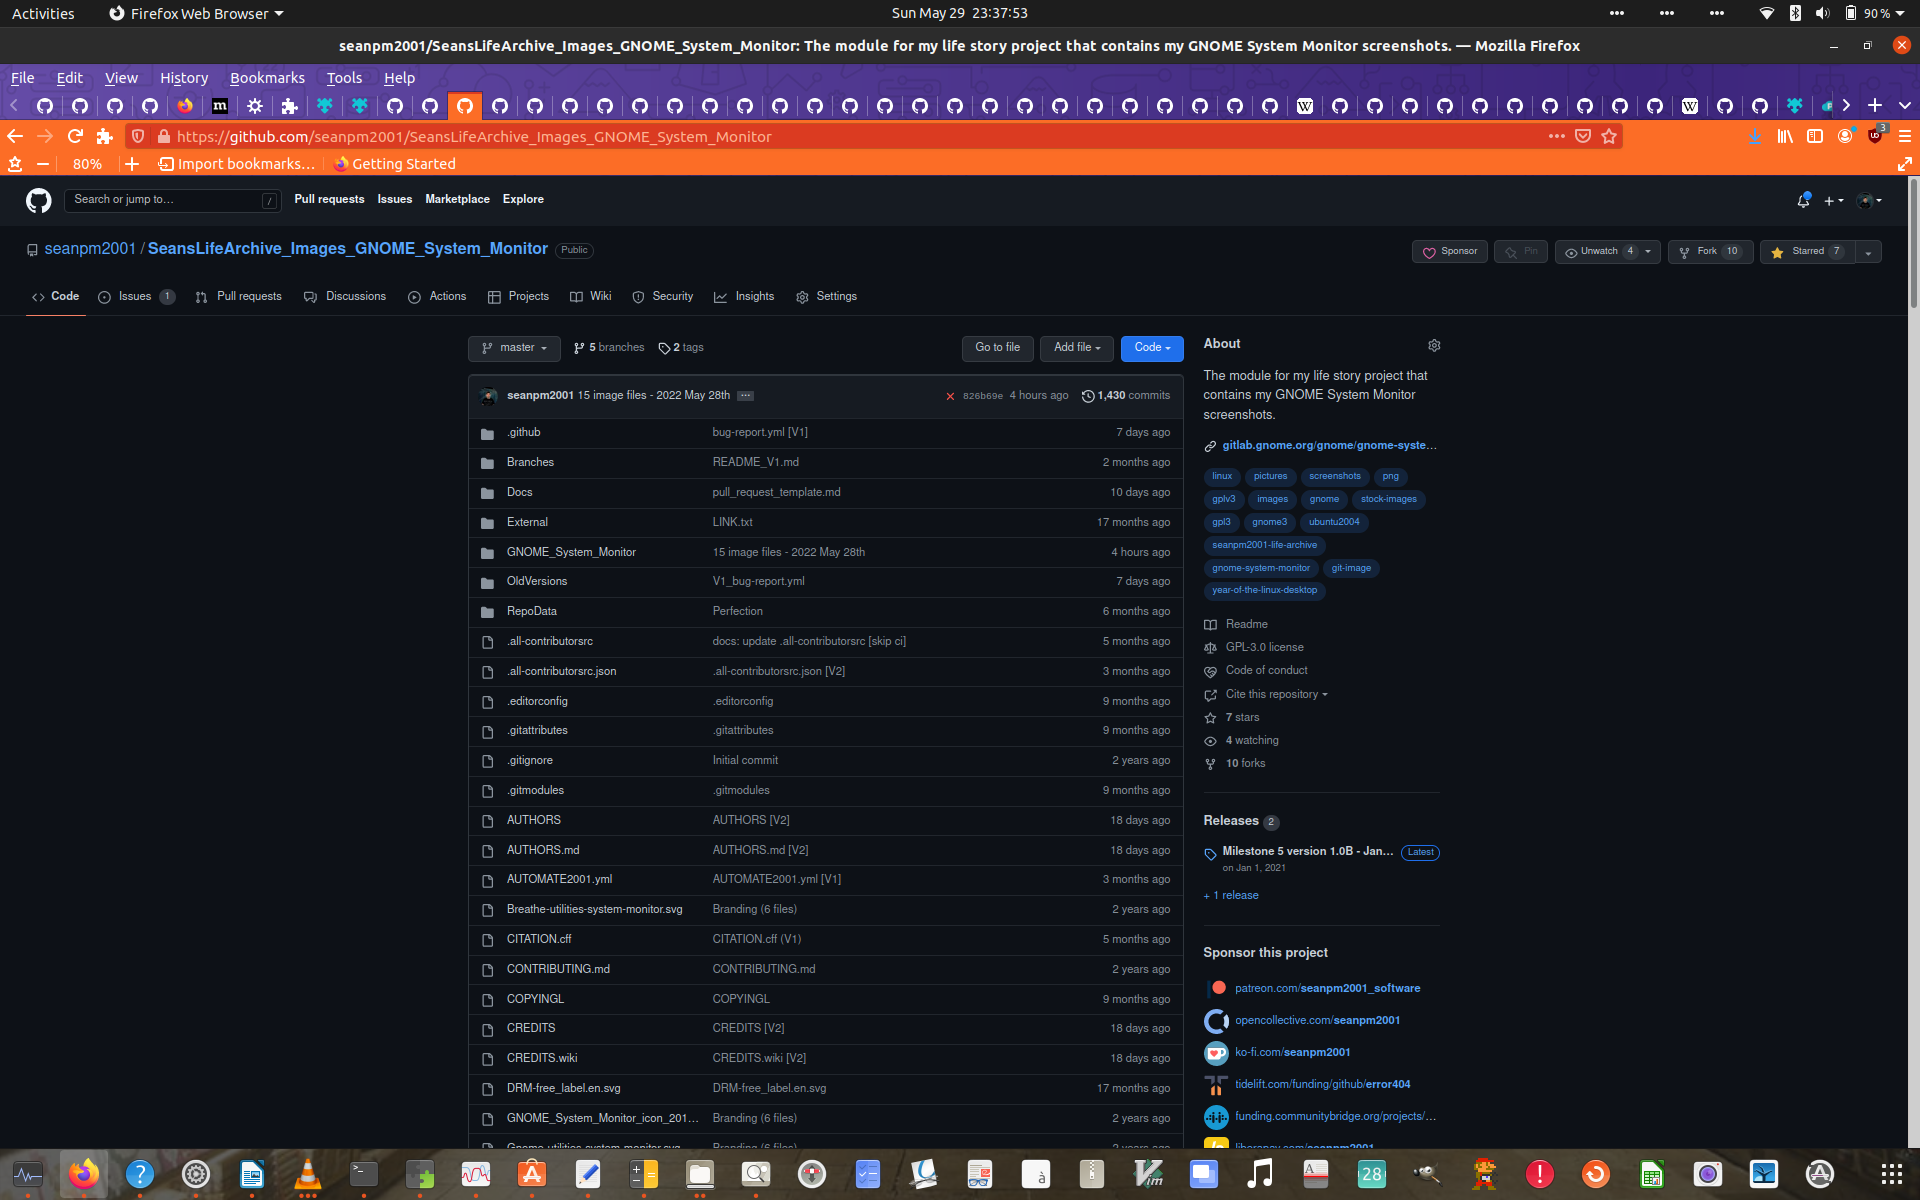 Activities
Firefox Web Browser
Sun May 29 23:37:53
90 %
seanpm2001/SeansLifeArchive_Images_GNOME_System_Monitor: The module for my life story project that contains my GNOME System Monitor screenshots. — Mozilla Firefox
File Edit View History Bookmarks Tools Help
https://github.com/seanpm2001/SeansLifeArchive_Images_GNOME_System_Monitor
3
80% Import bookmarks… Getting Started
Search or jump to… /
Pull requests Issues Marketplace Explore
seanpm2001 / SeansLifeArchive_Images_GNOME_System_Monitor Public
Sponsor Pin Unwatch 4 Fork 10 Starred 7
Code Issues 1 Pull requests Discussions Actions Projects Wiki Security Insights Settings
master 5 branches 2 tags Go to file Add file Code
seanpm2001 15 image files - 2022 May 28th 826b69e 4 hours ago 1,430 commits
.github bug-report.yml [V1] 7 days ago
Branches README_V1.md 2 months ago
Docs pull_request_template.md 10 days ago
External LINK.txt 17 months ago
GNOME_System_Monitor 15 image files - 2022 May 28th 4 hours ago
OldVersions V1_bug-report.yml 7 days ago
RepoData Perfection 6 months ago
.all-contributorsrc docs: update .all-contributorsrc [skip ci] 5 months ago
.all-contributorsrc.json .all-contributorsrc.json [V2] 3 months ago
.editorconfig .editorconfig 9 months ago
.gitattributes .gitattributes 9 months ago
.gitignore Initial commit 2 years ago
.gitmodules .gitmodules 9 months ago
AUTHORS AUTHORS [V2] 18 days ago
AUTHORS.md AUTHORS.md [V2] 18 days ago
AUTOMATE2001.yml AUTOMATE2001.yml [V1] 3 months ago
Breathe-utilities-system-monitor.svg Branding (6 files) 2 years ago
CITATION.cff CITATION.cff (V1) 5 months ago
CONTRIBUTING.md CONTRIBUTING.md 2 years ago
COPYINGL COPYINGL 9 months ago
CREDITS CREDITS [V2] 18 days ago
CREDITS.wiki CREDITS.wiki [V2] 18 days ago
DRM-free_label.en.svg DRM-free_label.en.svg 17 months ago
GNOME_System_Monitor_icon_201… Branding (6 files) 2 years ago
Gnome-utilities-system-monitor.svg Branding (6 files) 2 years ago
About
The module for my life story project that
contains my GNOME System Monitor
screenshots.
gitlab.gnome.org/gnome/gnome-syste…
linux pictures screenshots png
gplv3 images gnome stock-images
gpl3 gnome3 ubuntu2004
seanpm2001-life-archive
gnome-system-monitor git-image
year-of-the-linux-desktop
Readme
GPL-3.0 license
Code of conduct
Cite this repository
7 stars
4 watching
10 forks
Releases 2
Milestone 5 version 1.0B - Jan… Latest
on Jan 1, 2021
+ 1 release
Sponsor this project
patreon.com/seanpm2001_software
opencollective.com/seanpm2001
ko-fi.com/seanpm2001
tidelift.com/funding/github/error404
funding.communitybridge.org/projects/…
liberapay.com/seanpm2001
28